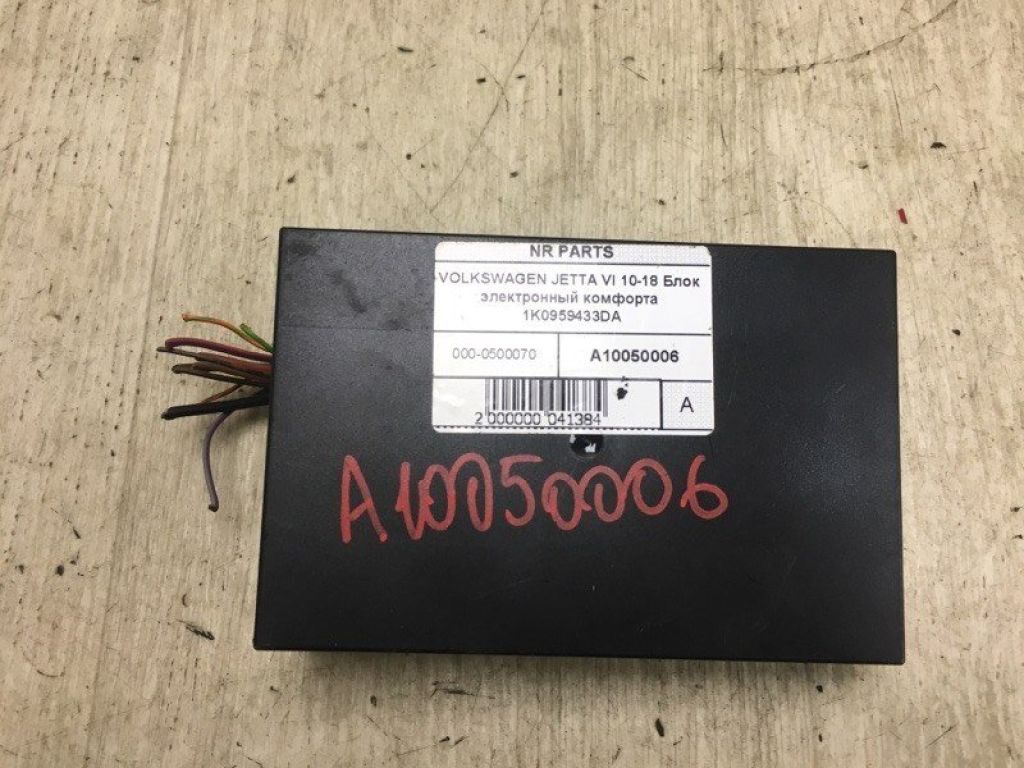 NR PARTS
VOLKSWAGEN JETTA VI 10-18 Блок
электронный комфорта
1K0959433DA
000-0500070
A10050006
2 000000 041384
A
A10050006